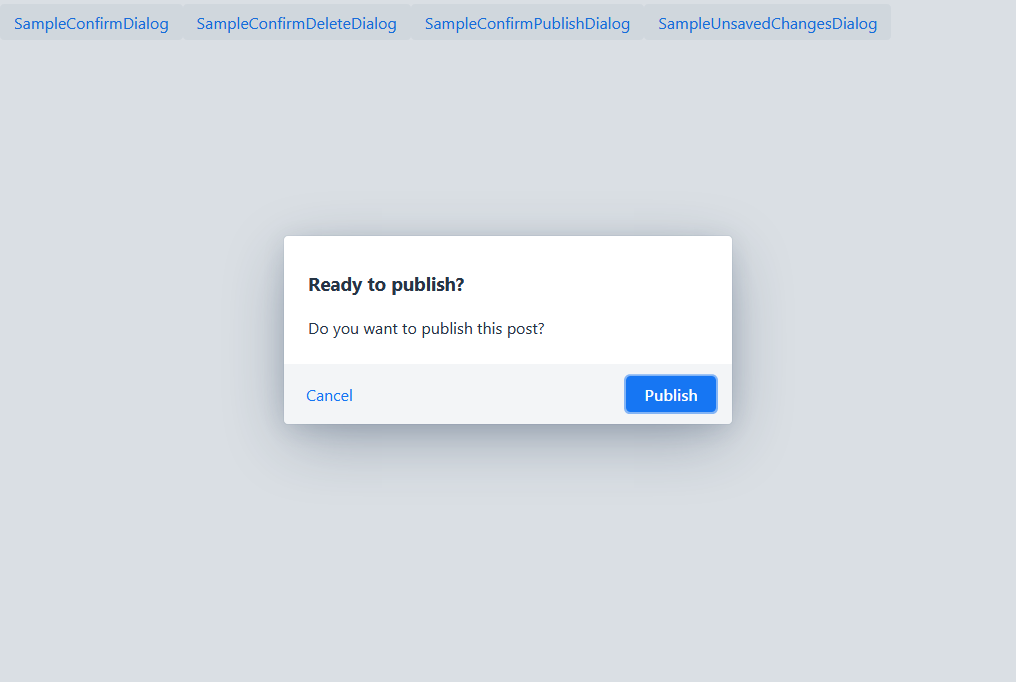 SampleConfirmDialog SampleConfirmDeleteDialog SampleConfirmPublishDialog SampleUnsavedChangesDialog
Ready to publish?
Do you want to publish this post?
Cancel Publish